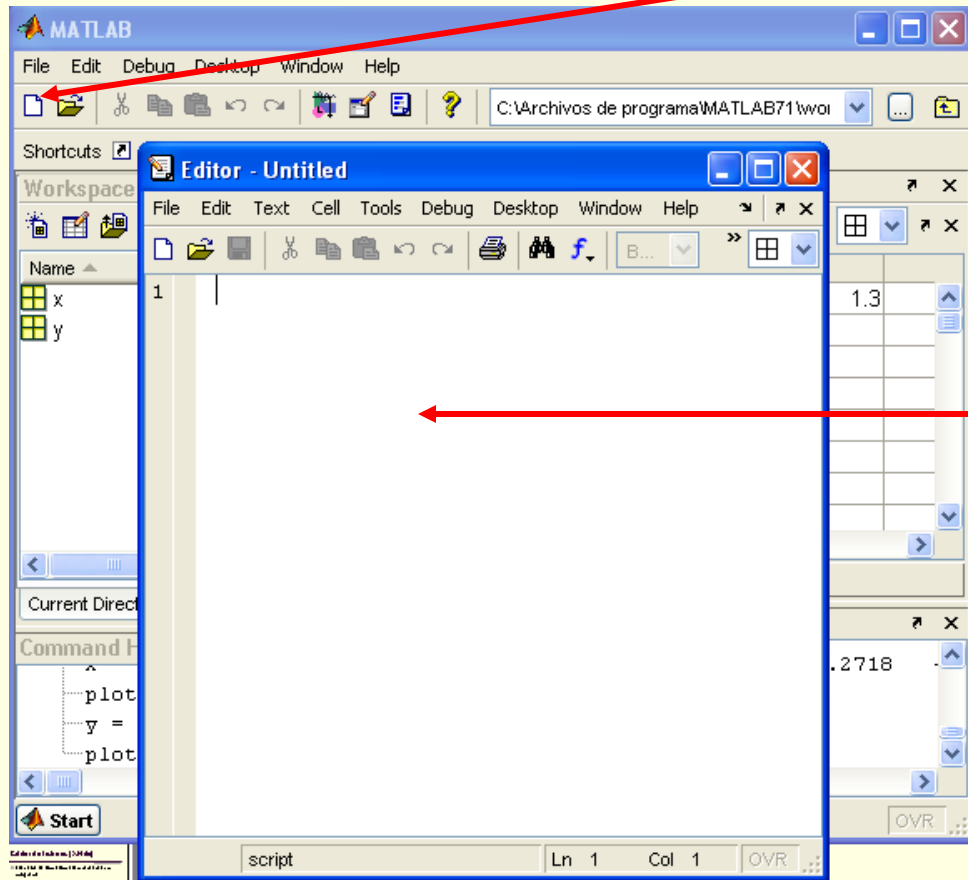 MATLAB
File Edit Debug Desktop Window Help
C:\Archivos de programa\MATLAB71\wor
Shortcuts
Editor - Untitled
Workspace
File Edit Text Cell Tools Debug Desktop Window Help
B...
Name
1
x
1.3
y
Current Direct
Command H
x
.2718
plot
y =
plot
Start
OVR
script Ln 1 Col 1 OVR